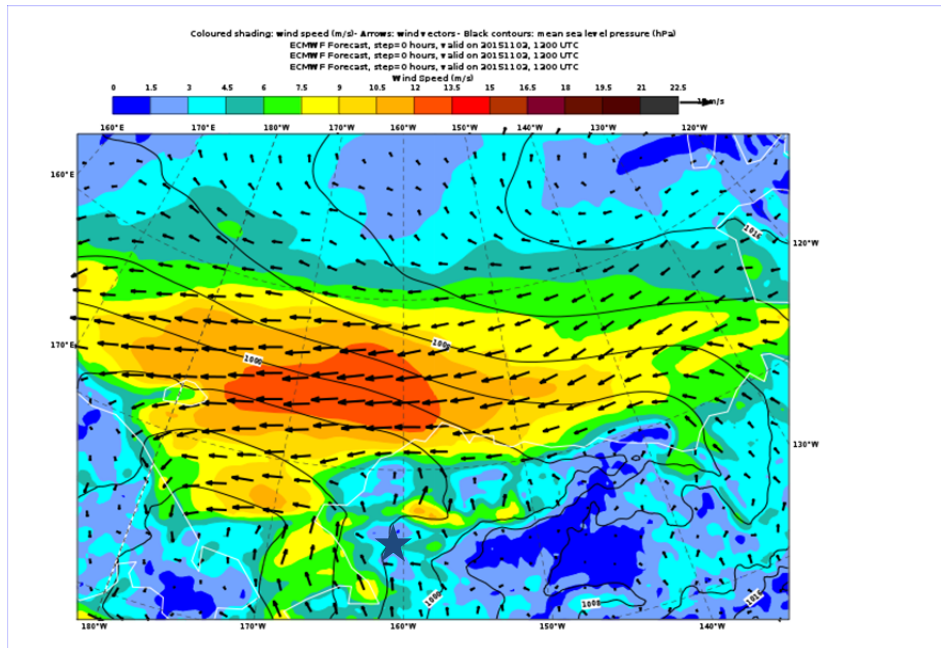 Coloured shading: wind speed (m/s)- Arrows: wind vectors - Black contours: mean sea level pressure (hPa)
ECMWF Forecast, step=0 hours, valid on 20151102, 1200 UTC
ECMWF Forecast, step=0 hours, valid on 20151102, 1200 UTC
ECMWF Forecast, step=0 hours, valid on 20151102, 1200 UTC
Wind Speed (m/s)
0 1.5 3 4.5 6 7.5 9 10.5 12 13.5 15 16.5 18 19.5 21 22.5
m/s
160°E 170°E 180°W 170°W 160°W 150°W 140°W 130°W 120°W
160°E
1016
120°W
170°E
1008
1000
130°W
1000
1008
1016
180°W 170°W 160°W 150°W 140°W